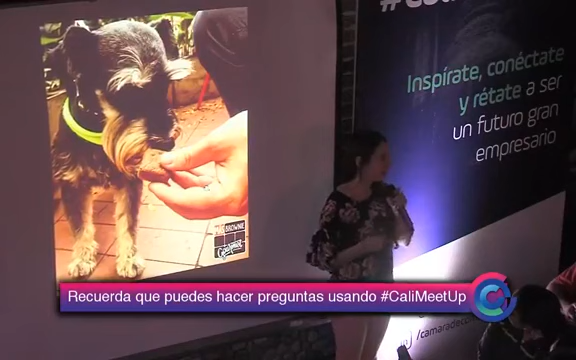 Inspírate, conéctate
y rétate a ser
un futuro gran
empresario
BROWNIE
Recuerda que puedes hacer preguntas usando #CaliMeetUp